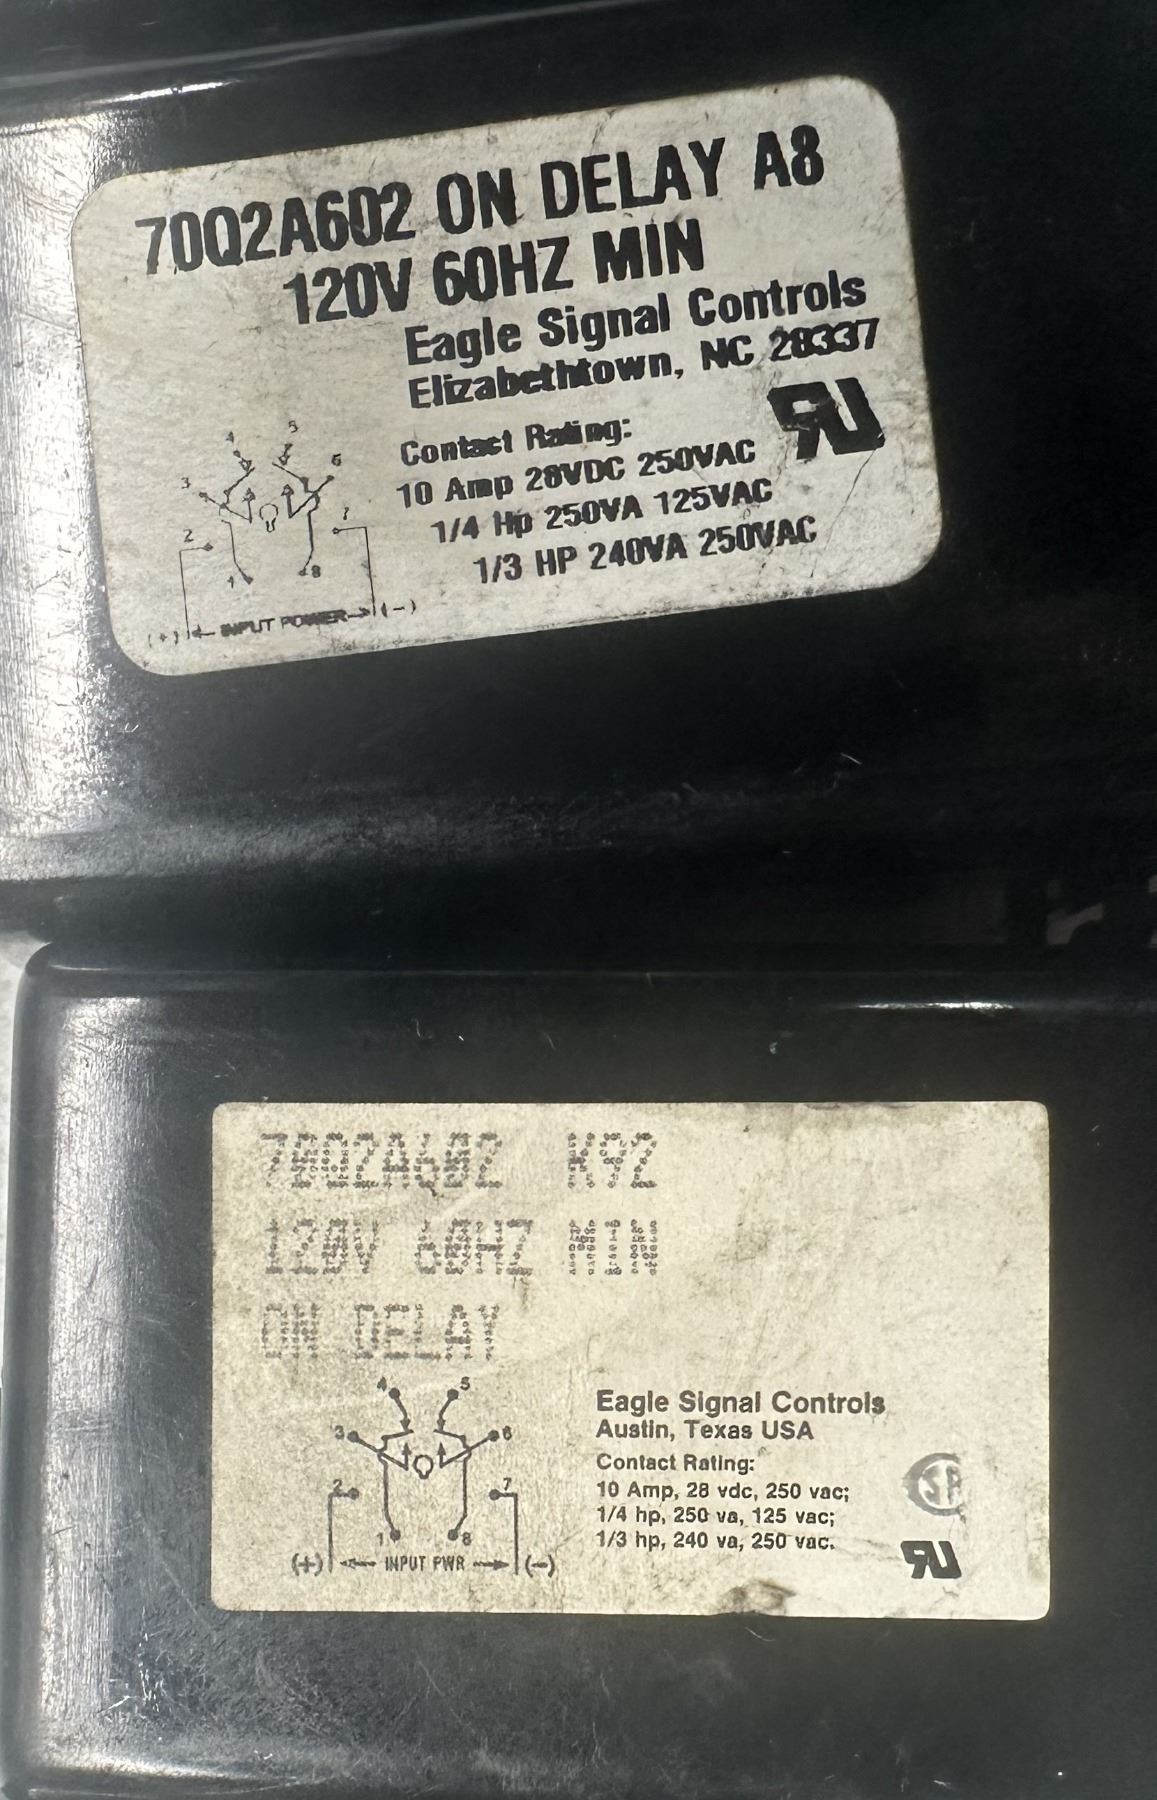 70Q2A602 ON DELAY A8
120V 60HZ MIN
Eagle Signal Controls
Elizabethtown, NC 28337
Contact Rating:
10 Amp 28VDC 250VAC
1/4 Hp 250VA 125VAC
1/3 HP 240VA 250VAC
4 5
3 6
2 7
1 8
(+) INPUT POWER (-)
70Q2A602
120V 60HZ MIN
ON DELAY
4 5
3 6
2 7
1 8
(+) INPUT PWR (-)
Eagle Signal Controls
Austin, Texas USA
Contact Rating:
10 Amp, 28 vdc, 250 vac;
1/4 hp, 250 va, 125 vac;
1/3 hp, 240 va, 250 vac.